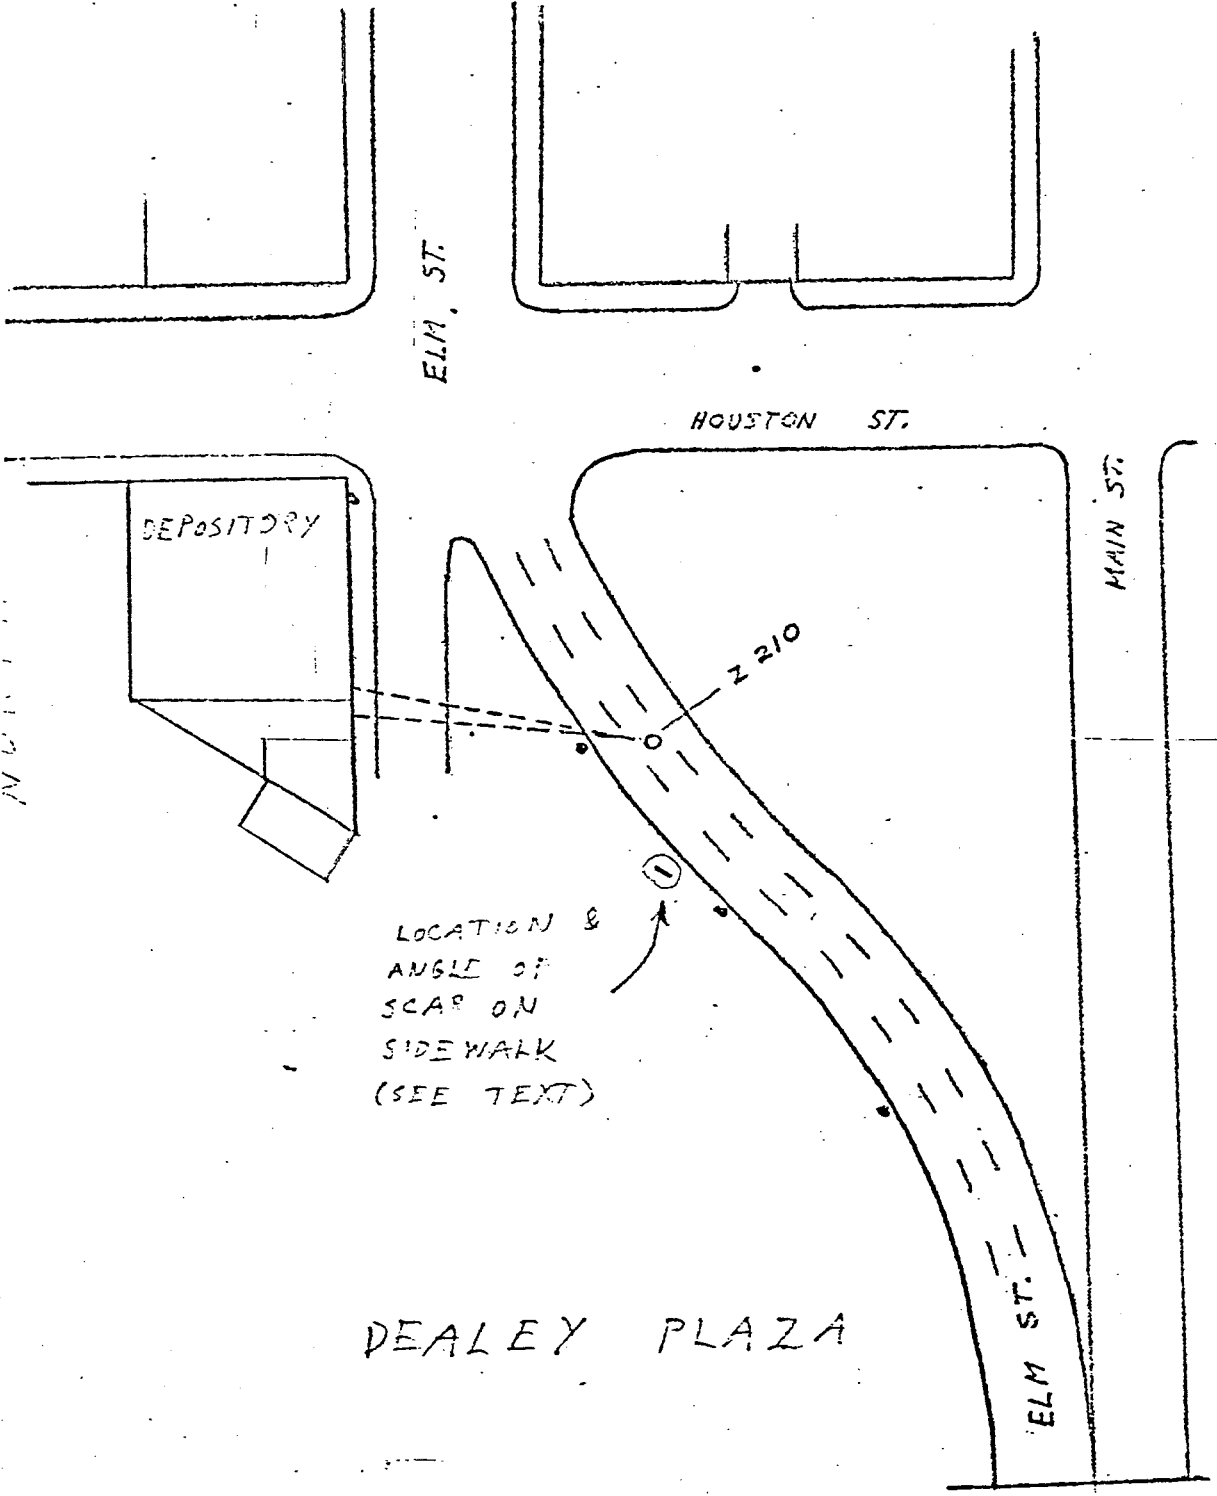 ELM ST.
HOUSTON ST.
MAIN ST.
DEPOSITORY
Z 210
LOCATION &
ANGLE OF
SCAR ON
SIDEWALK
(SEE TEXT)
ELM ST.
DEALEY PLAZA